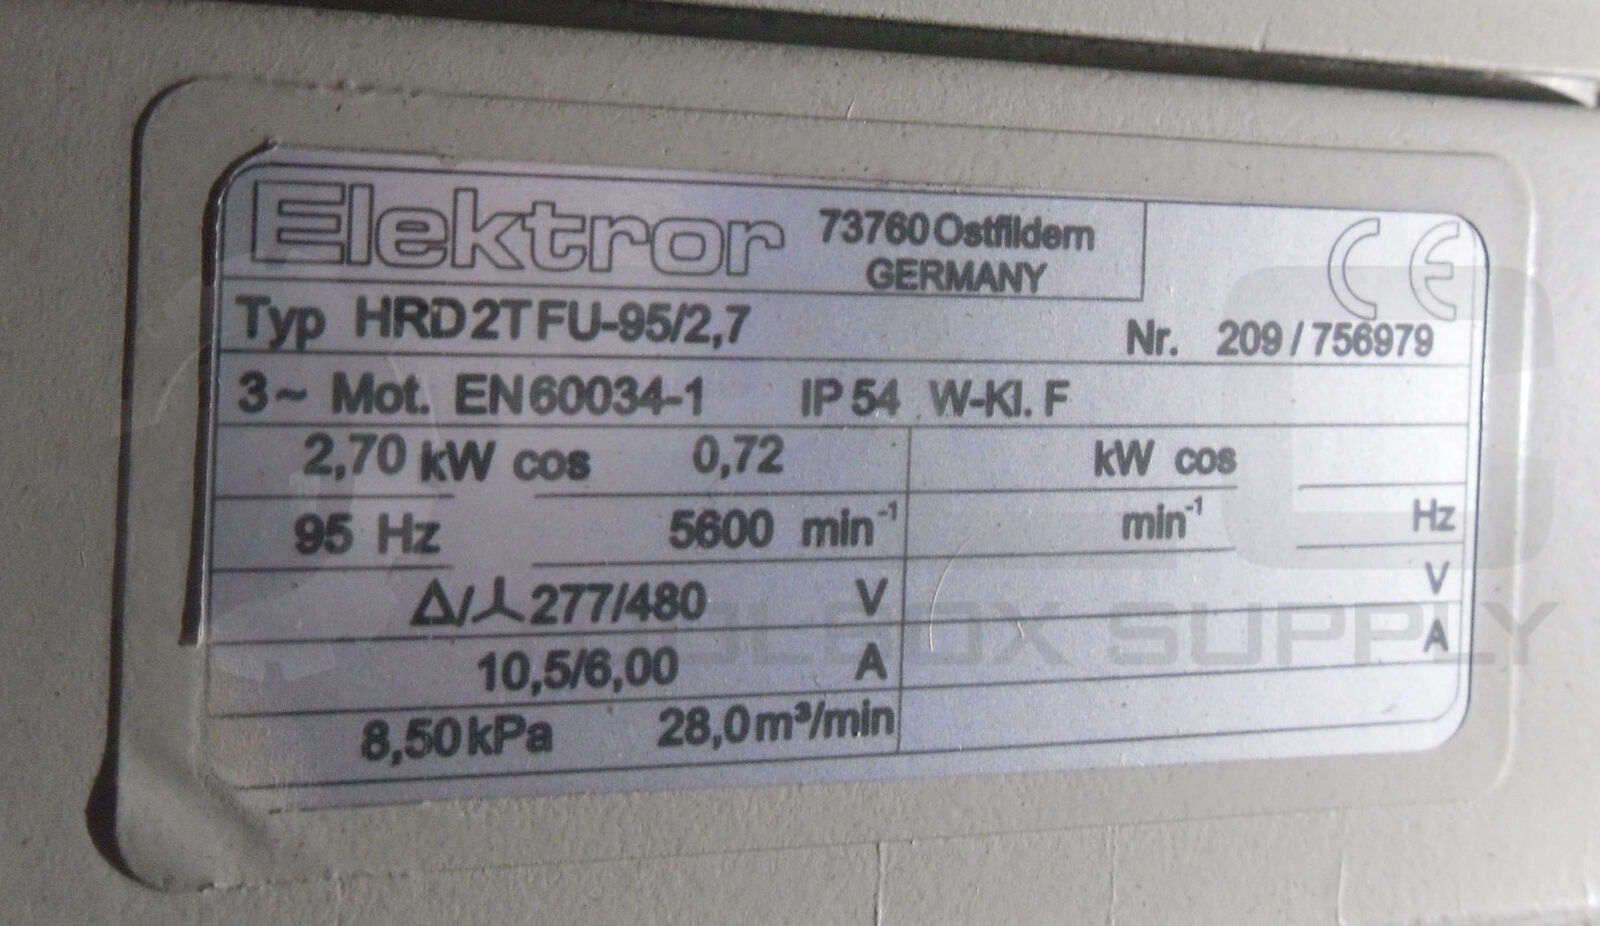 Elektror 73760 Ostfildern
GERMANY
CE
Typ HRD 2T FU-95/2,7 Nr. 209 / 756979
3~ Mot. EN 60034-1 IP 54 W-Kl. F
2,70 kW cos 0,72 kW cos
95 Hz 5600 min⁻¹ min⁻¹ Hz
Δ/⅄ 277/480 V V
10,5/6,00 A A
8,50 kPa 28,0 m³/min
SUPPLY